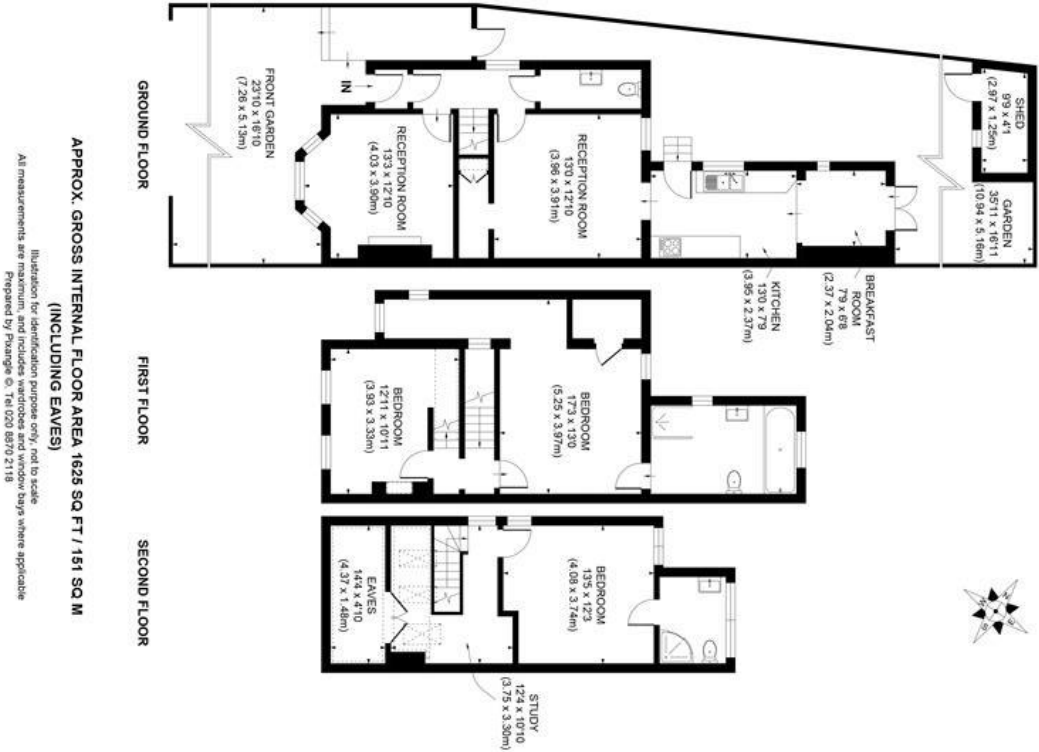 SHED
9'9 x 4'1
(2.97 x 1.25m)
GARDEN
35'11 x 16'11
(10.94 x 5.16m)
BREAKFAST
ROOM
7'9 x 6'8
(2.37 x 2.04m)
KITCHEN
13'0 x 7'9
(3.95 x 2.37m)
RECEPTION ROOM
13'0 x 12'10
(3.96 x 3.91m)
RECEPTION ROOM
13'3 x 12'10
(4.03 x 3.90m)
IN
FRONT GARDEN
23'10 x 16'10
(7.26 x 5.13m)
GROUND FLOOR
BEDROOM
17'3 x 13'0
(5.25 x 3.97m)
BEDROOM
12'11 x 10'11
(3.93 x 3.33m)
FIRST FLOOR
BEDROOM
13'5 x 12'3
(4.08 x 3.74m)
STUDY
12'4 x 10'10
(3.75 x 3.30m)
EAVES
14'4 x 4'10
(4.37 x 1.48m)
SECOND FLOOR
APPROX. GROSS INTERNAL FLOOR AREA 1625 SQ FT / 151 SQ M
(INCLUDING EAVES)
Illustration for identification purpose only, not to scale
All measurements are maximum, and includes wardrobes and window bays where applicable
Prepared by Pixangle ©. Tel 020 8870 2118